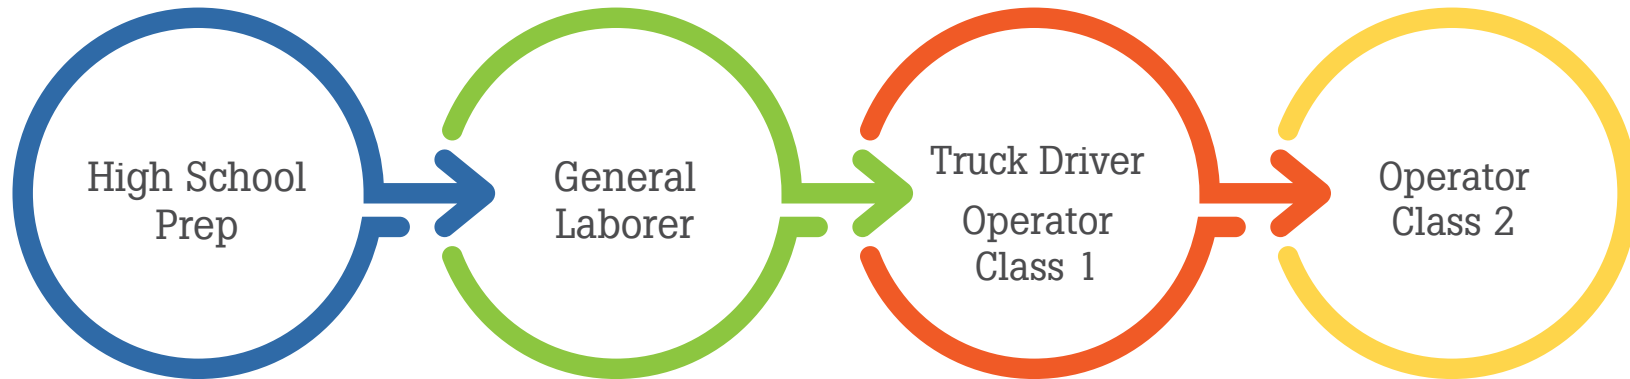 High School
Prep
General
Laborer
Truck Driver
Operator
Class 1
Operator
Class 2